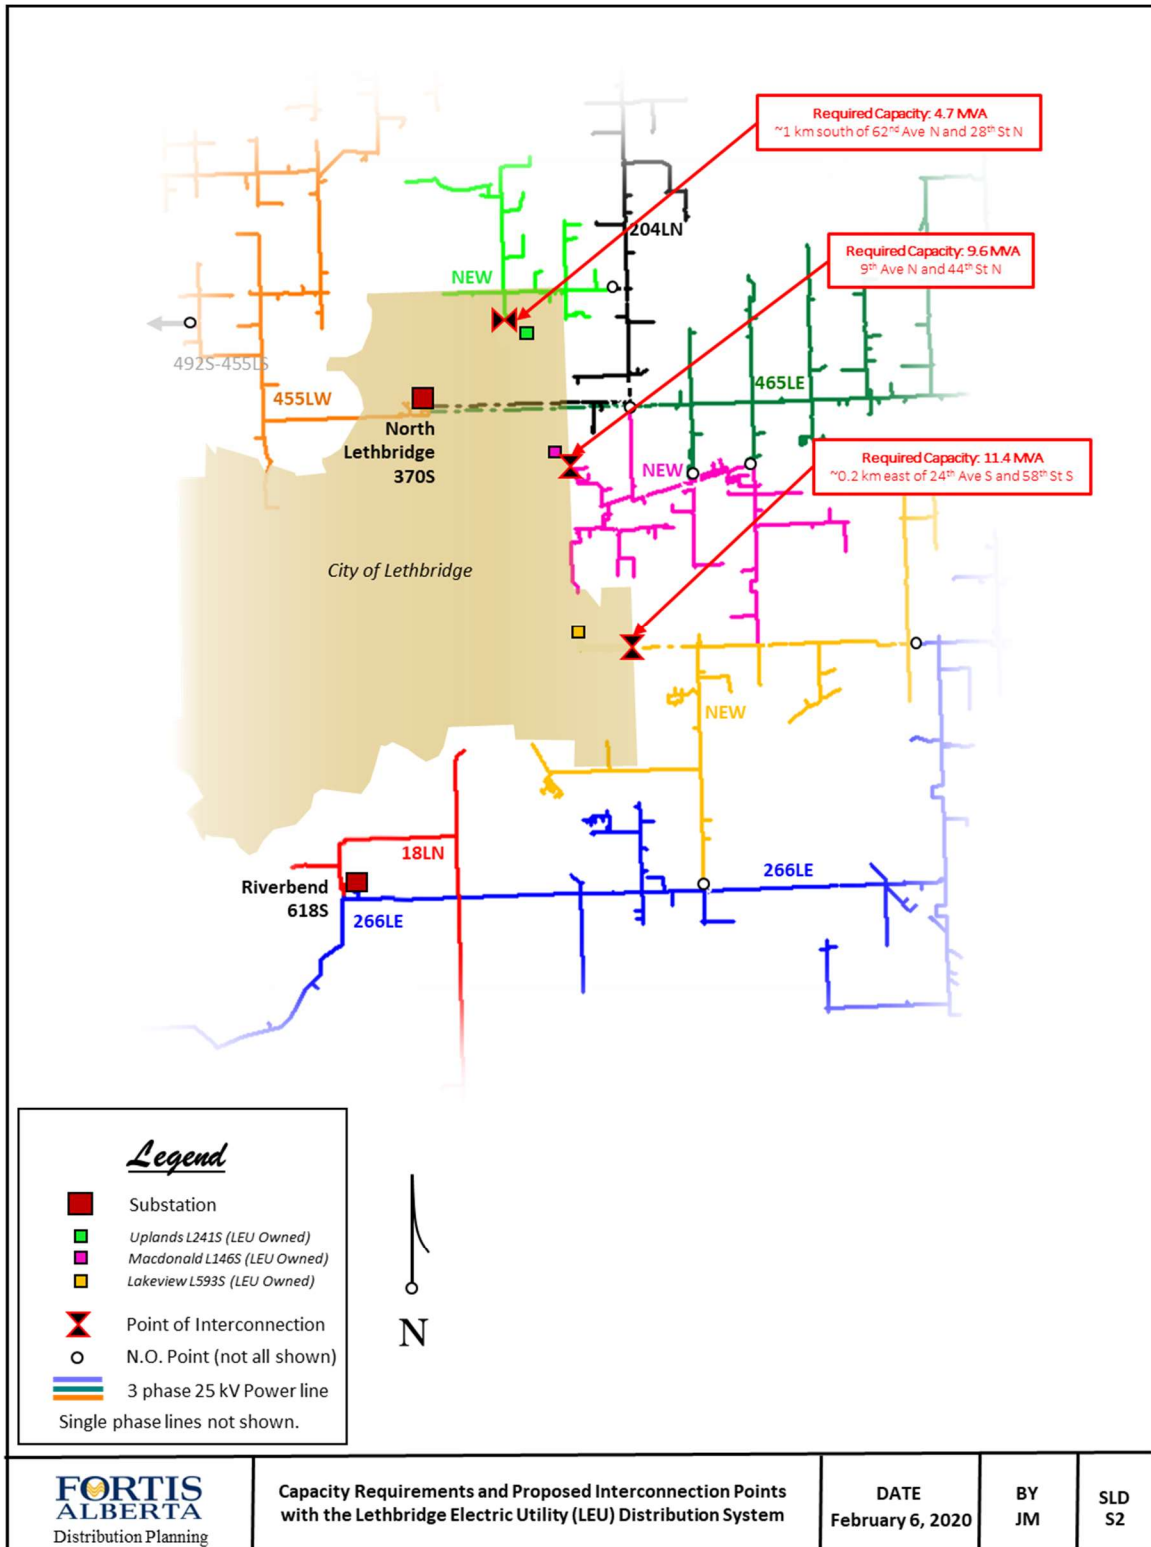 Required Capacity: 4.7 MVA
~1 km south of 62nd Ave N and 28th St N
204LN
Required Capacity: 9.6 MVA
9th Ave N and 44th St N
NEW
492S-455LS
465LE
455LW
North
Lethbridge
370S
Required Capacity: 11.4 MVA
~0.2 km east of 24th Ave S and 58th St S
NEW
City of Lethbridge
NEW
18LN
266LE
Riverbend
618S
266LE
Legend
Substation
Uplands L241S (LEU Owned)
Macdonald L146S (LEU Owned)
Lakeview L593S (LEU Owned)
Point of Interconnection
N.O. Point (not all shown)
3 phase 25 kV Power line
Single phase lines not shown.
N
FORTIS
ALBERTA
Distribution Planning
Capacity Requirements and Proposed Interconnection Points
with the Lethbridge Electric Utility (LEU) Distribution System
DATE
February 6, 2020
BY
JM
SLD
S2